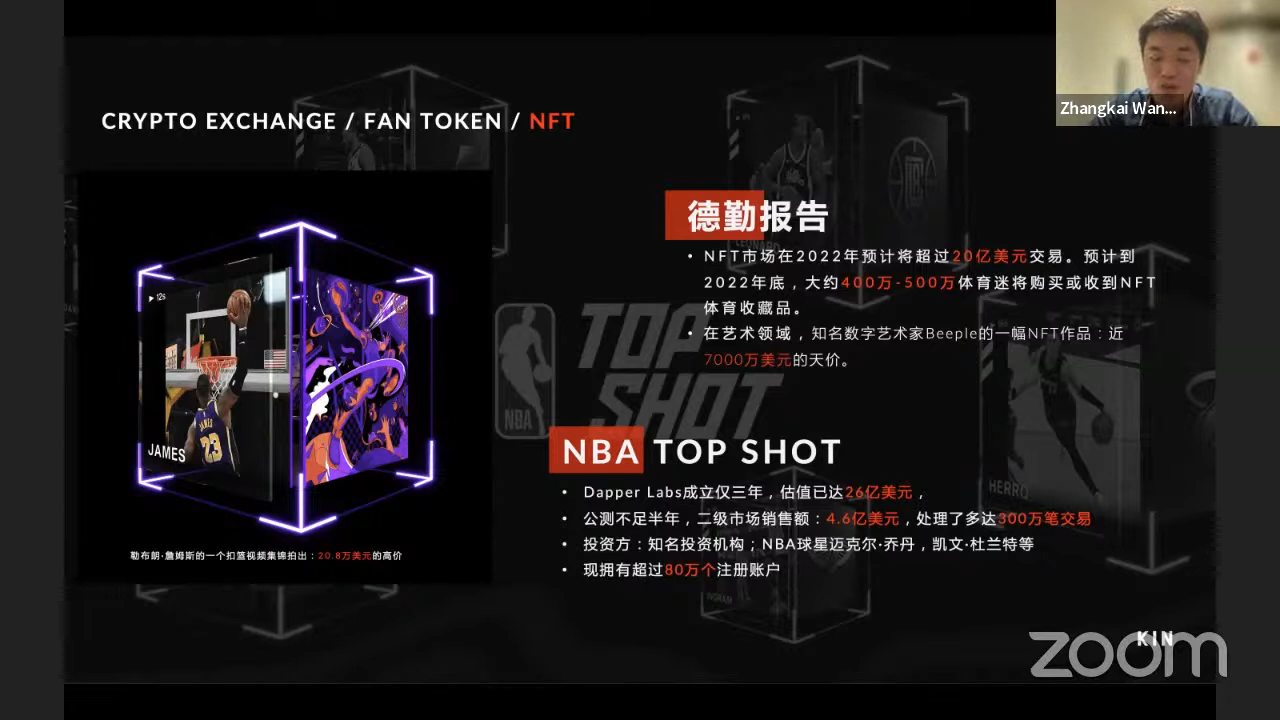 Zhangkai Wan...
CRYPTO EXCHANGE / FAN TOKEN / NFT
德勤报告
• NFT市场在2022年预计将超过20亿美元交易。预计到
2022年底，大约400万-500万体育迷将购买或收到NFT
体育收藏品。
• 在艺术领域，知名数字艺术家Beeple的一幅NFT作品：近
7000万美元的天价。
TOP
SHOT
NBA
12s
JAMES
JAMES
23
勒布朗·詹姆斯的一个扣篮视频集锦拍出：20.8万美元的高价
NBA TOP SHOT
• Dapper Labs成立仅三年，估值已达26亿美元，
• 公测不足半年，二级市场销售额：4.6亿美元，处理了多达300万笔交易
• 投资方：知名投资机构；NBA球星迈克尔·乔丹，凯文·杜兰特等
• 现拥有超过80万个注册账户
LEONARD
HERRO
KIN
zoom